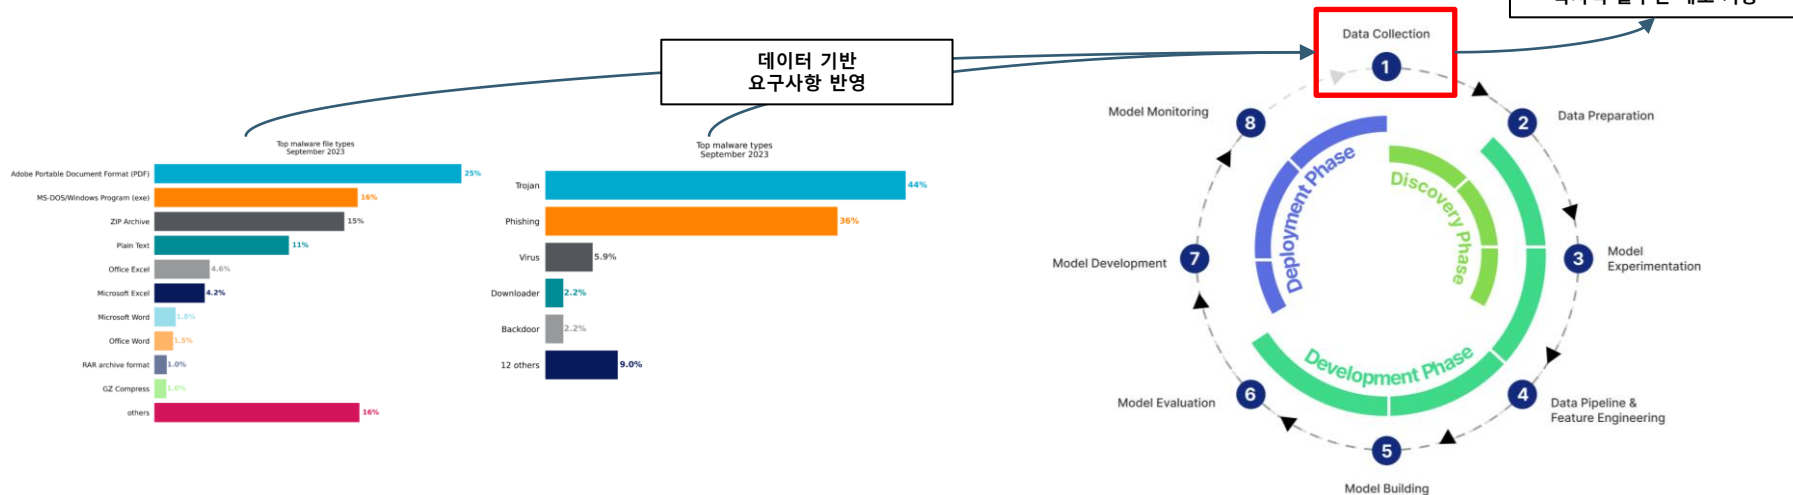 데이터 기반
요구사항 반영
Top malware file types
September 2023
Adobe Portable Document Format (PDF)
25%
MS-DOS/Windows Program (exe)
16%
ZIP Archive
15%
Plain Text
11%
Office Excel
4.6%
Microsoft Excel
4.2%
Microsoft Word
1.8%
Office Word
1.5%
RAR archive format
1.0%
GZ Compress
1.0%
others
16%
Top malware types
September 2023
Trojan
44%
Phishing
36%
Virus
5.9%
Downloader
2.2%
Backdoor
2.2%
12 others
9.0%
Data Collection
1
2
Data Preparation
3
Model
Experimentation
4
Data Pipeline &
Feature Engineering
5
Model Building
6
Model Evaluation
7
Model Development
8
Model Monitoring
Discovery Phase
Development Phase
Deployment Phase